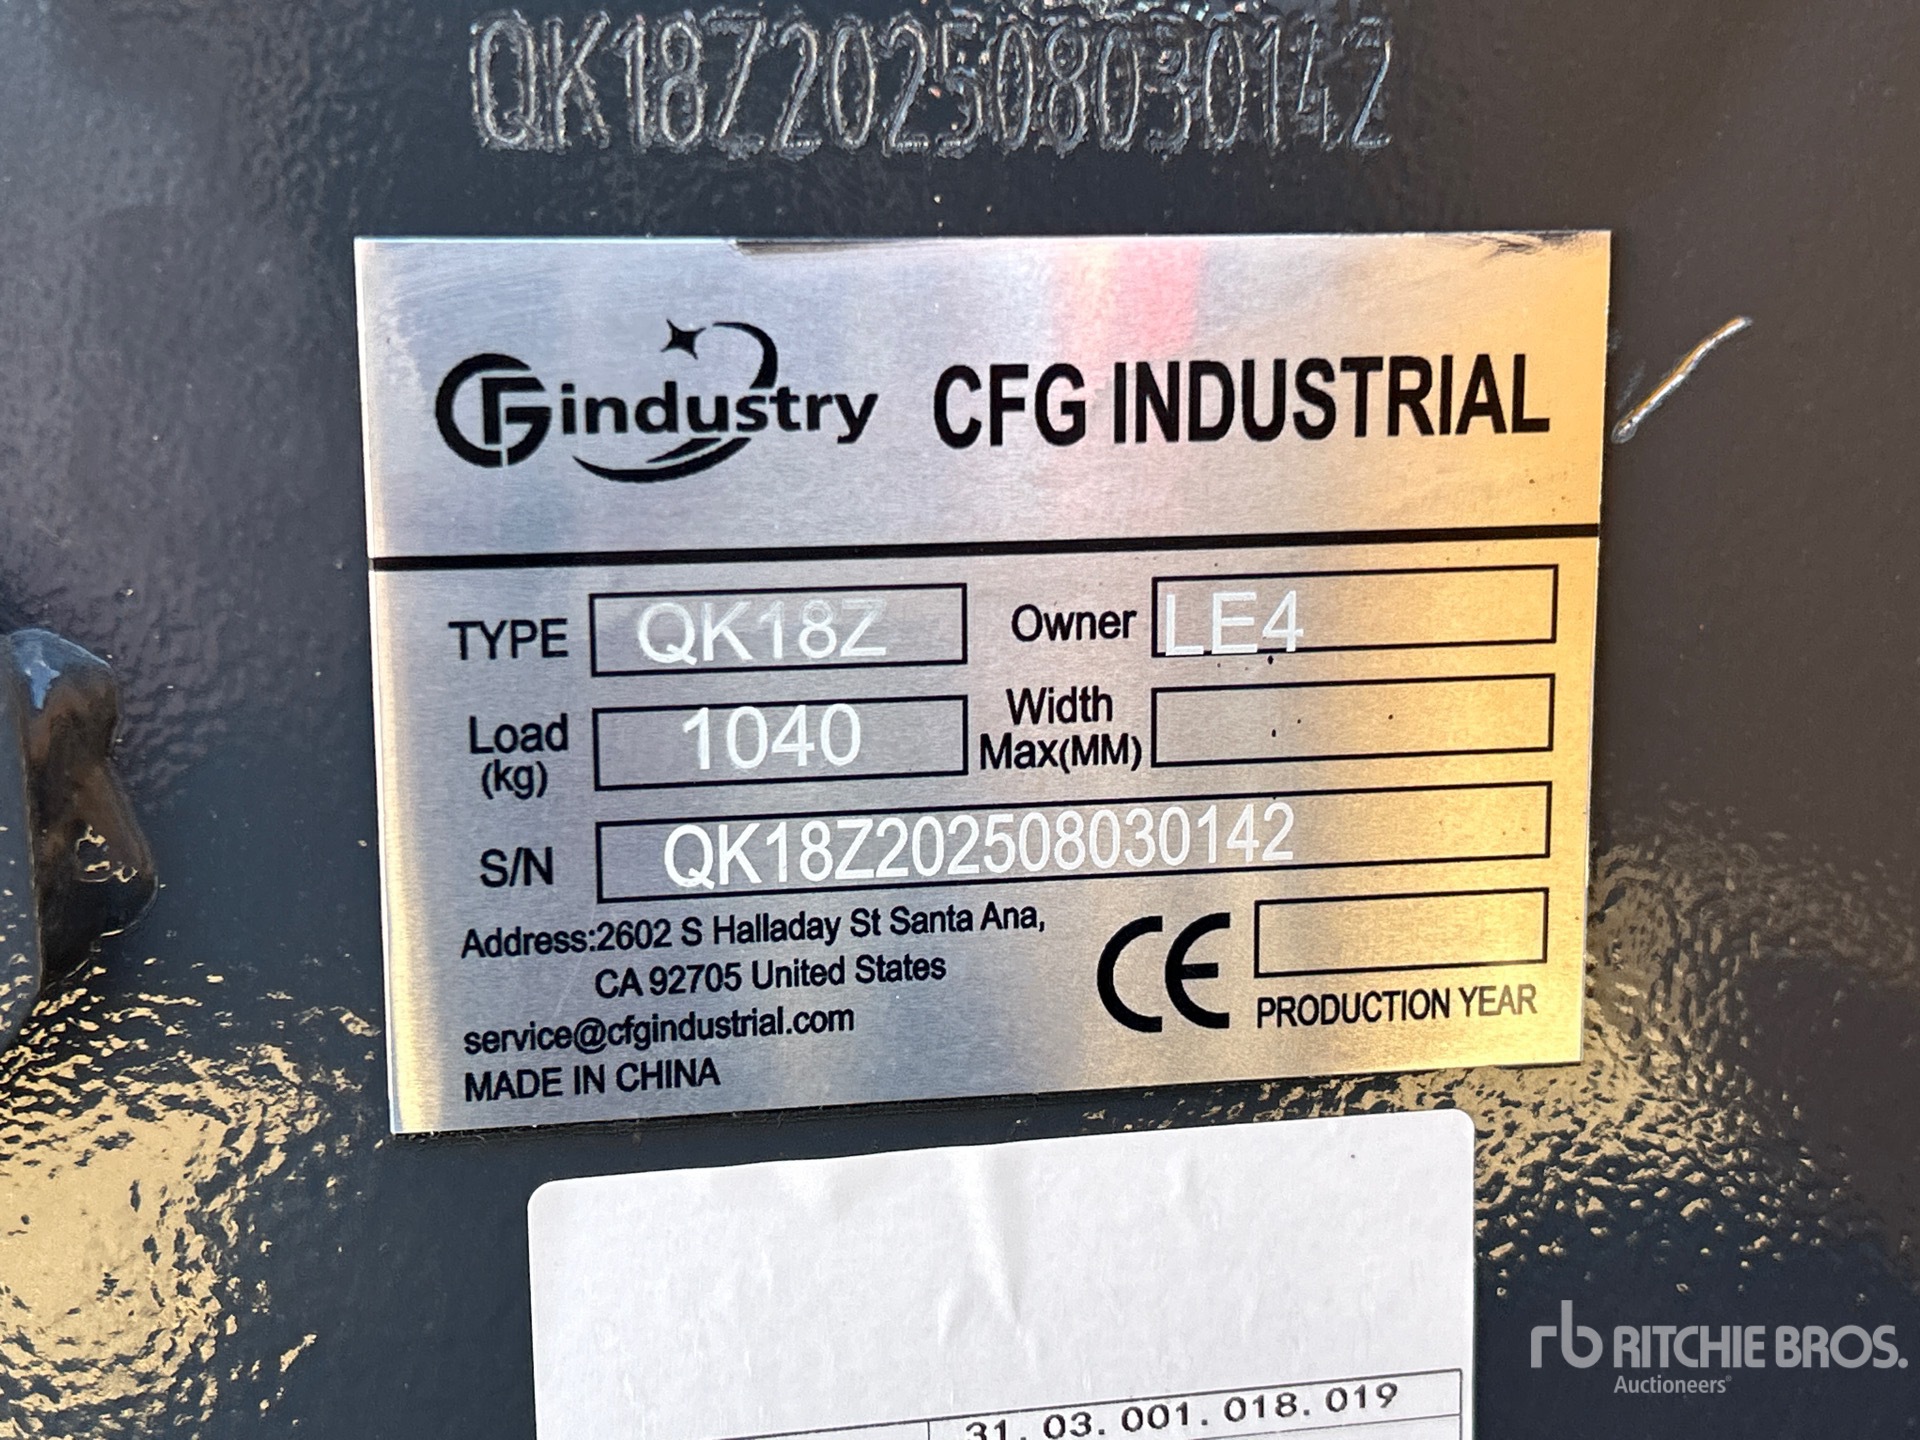 QK18Z202508030142
CFG industry CFG INDUSTRIAL
TYPE QK18Z Owner LE4
Load (kg) 1040 Width Max(MM)
S/N QK18Z202508030142
Address:2602 S Halladay St Santa Ana,
CA 92705 United States
service@cfgindustrial.com
MADE IN CHINA
CE PRODUCTION YEAR
31.03.001.018.019
rb RITCHIE BROS.
Auctioneers